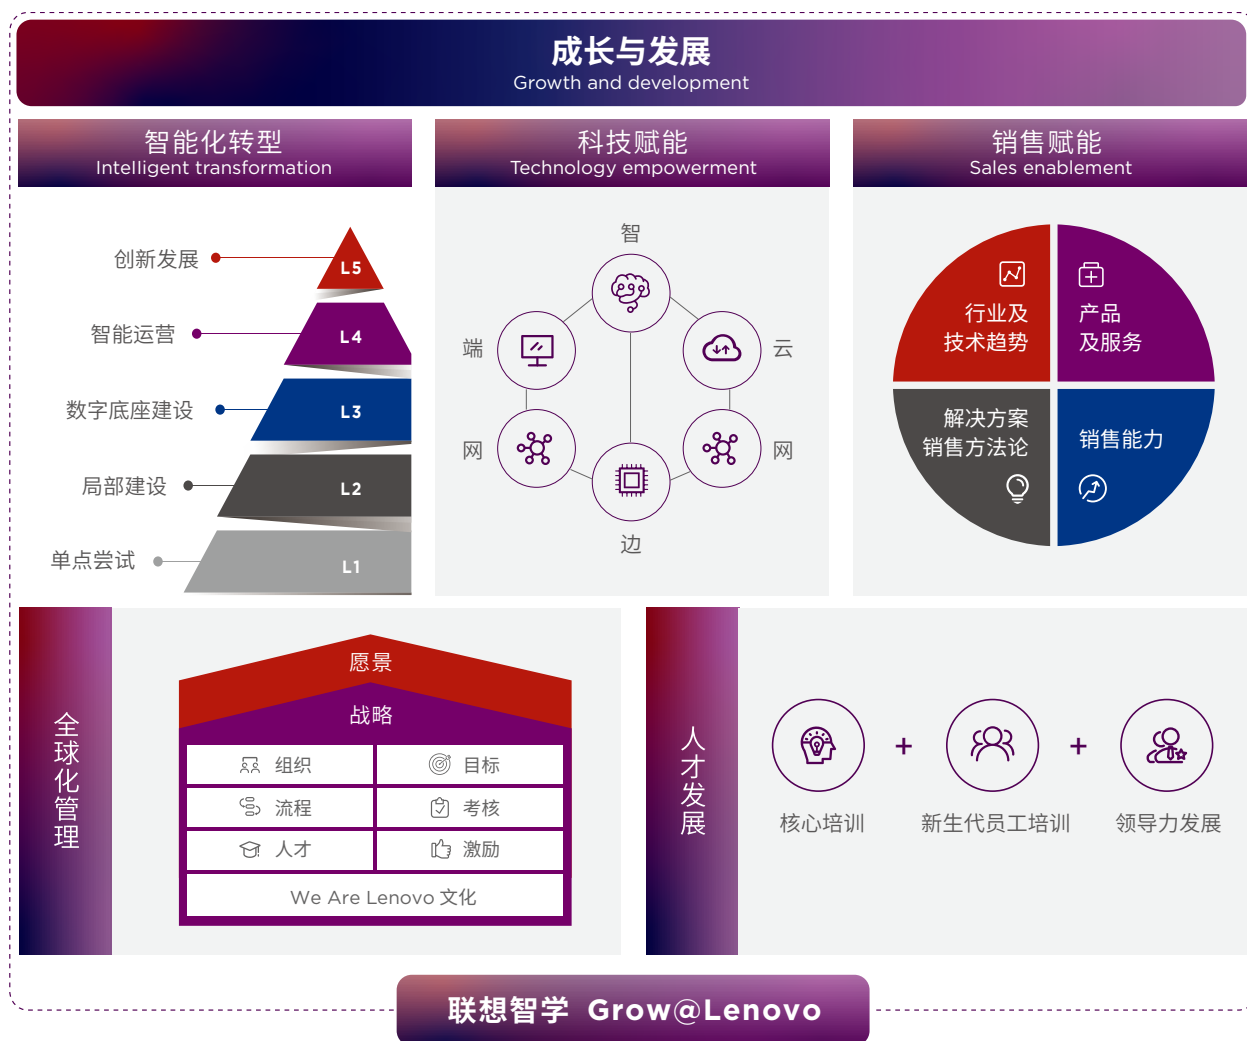 成长与发展
Growth and development
智能化转型
Intelligent transformation
创新发展
L5
智能运营
L4
数字底座建设
L3
局部建设
L2
单点尝试
L1
科技赋能
Technology empowerment
智
端
云
网
网
边
销售赋能
Sales enablement
行业及
技术趋势
产品
及服务
解决方案
销售方法论
销售能力
全球化管理
愿景
战略
组织
目标
流程
考核
人才
激励
We Are Lenovo 文化
人才发展
核心培训
+
新生代员工培训
+
领导力发展
联想智学 Grow@Lenovo